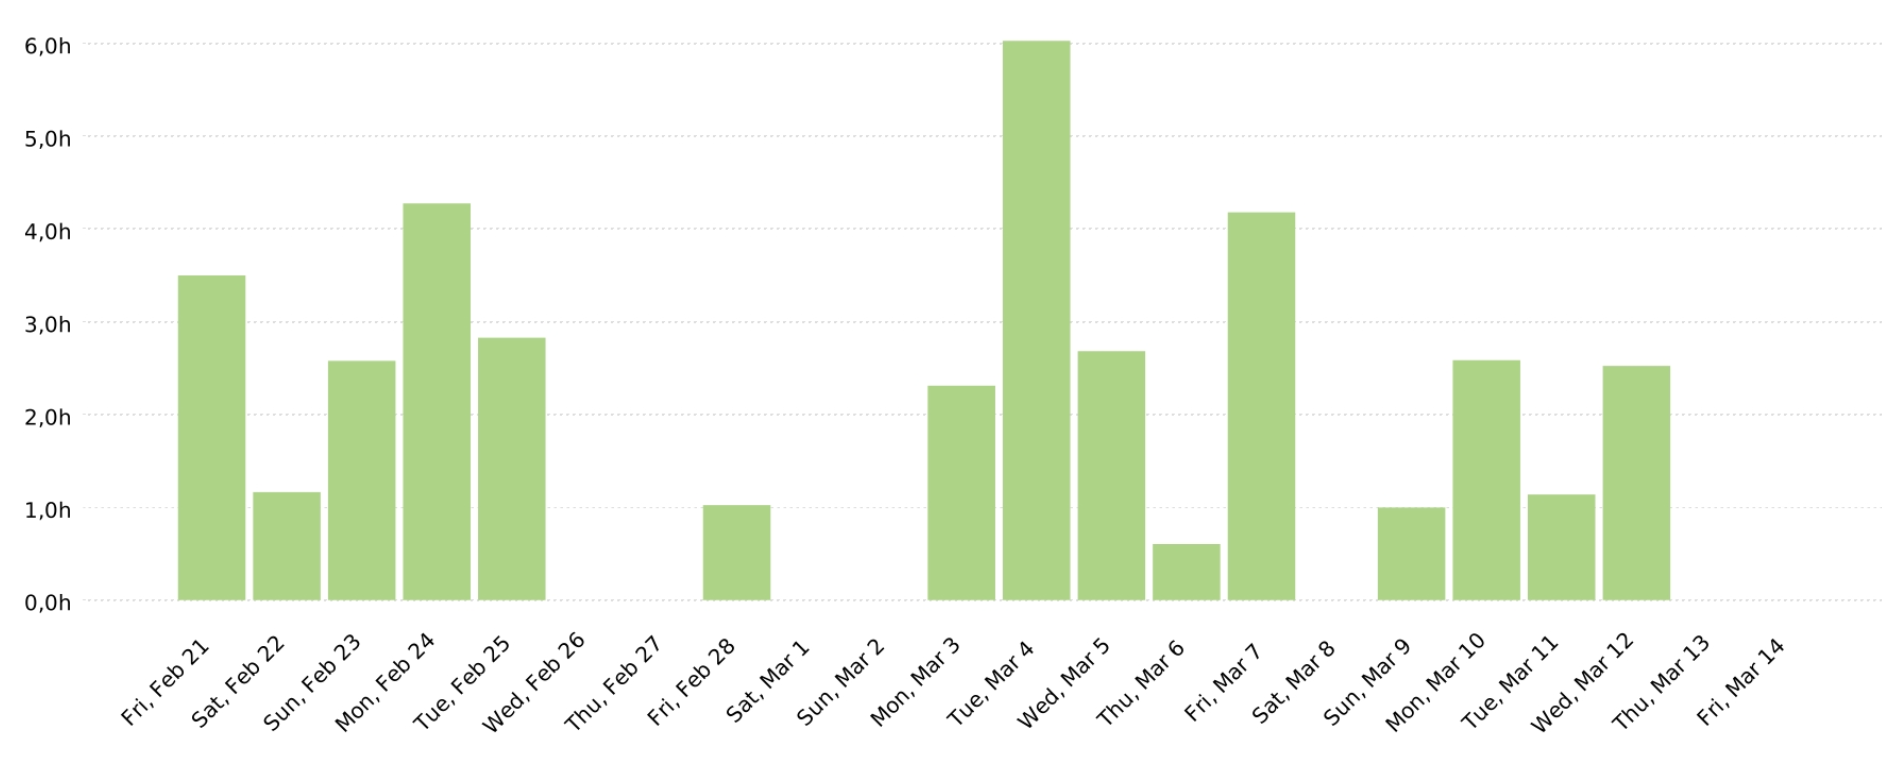 6,0h
5,0h
4,0h
3,0h
2,0h
1,0h
0,0h
Fri, Feb 21
Sat, Feb 22
Sun, Feb 23
Mon, Feb 24
Tue, Feb 25
Wed, Feb 26
Thu, Feb 27
Fri, Feb 28
Sat, Mar 1
Sun, Mar 2
Mon, Mar 3
Tue, Mar 4
Wed, Mar 5
Thu, Mar 6
Fri, Mar 7
Sat, Mar 8
Sun, Mar 9
Mon, Mar 10
Tue, Mar 11
Wed, Mar 12
Thu, Mar 13
Fri, Mar 14